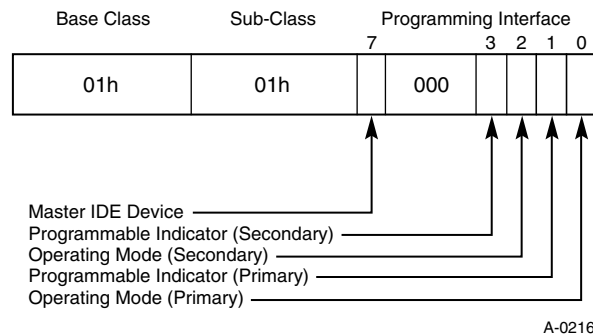 Base Class Sub-Class Programming Interface
7 3 2 1 0
01h 01h 000
Master IDE Device
Programmable Indicator (Secondary)
Operating Mode (Secondary)
Programmable Indicator (Primary)
Operating Mode (Primary)
A-0216